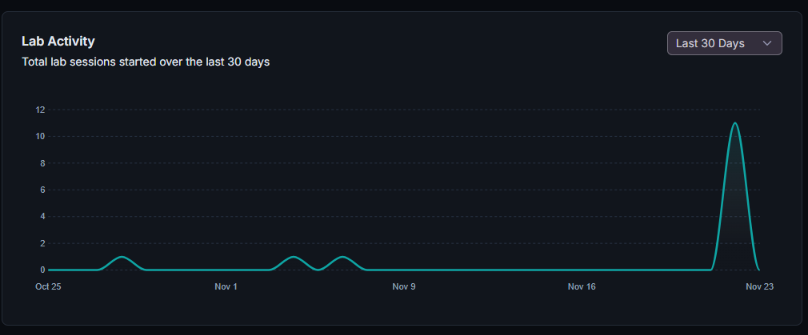 Lab Activity
Last 30 Days
Total lab sessions started over the last 30 days
12
10
8
6
4
2
0
Oct 25 Nov 1 Nov 9 Nov 16 Nov 23